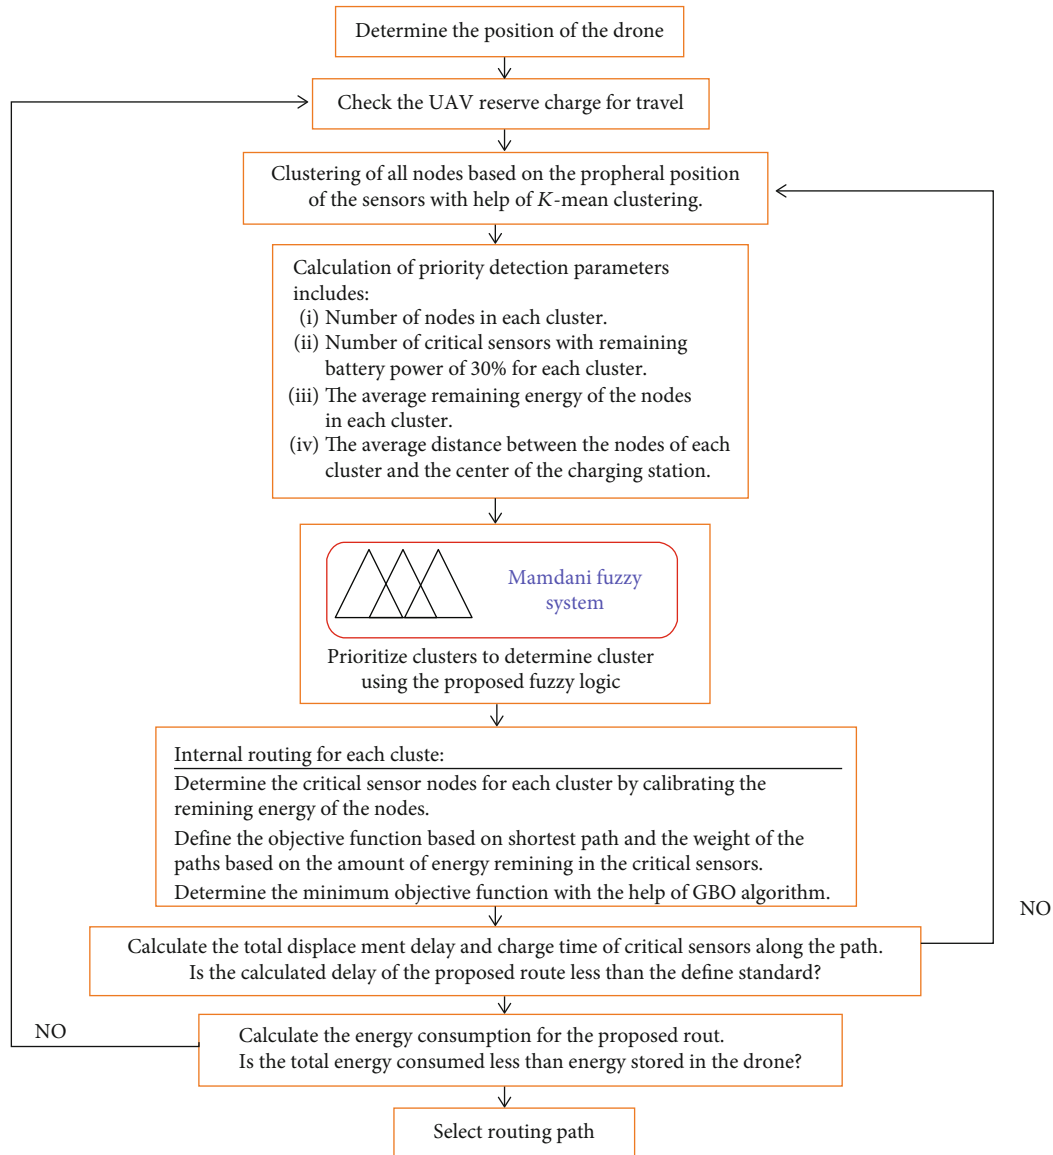 Determine the position of the drone
Check the UAV reserve charge for travel
Clustering of all nodes based on the propheral position
of the sensors with help of K-mean clustering.
Calculation of priority detection parameters
includes:
(i) Number of nodes in each cluster.
(ii) Number of critical sensors with remaining
battery power of 30% for each cluster.
(iii) The average remaining energy of the nodes
in each cluster.
(iv) The average distance between the nodes of each
cluster and the center of the charging station.
Mamdani fuzzy
system
Prioritize clusters to determine cluster
using the proposed fuzzy logic
Internal routing for each cluste:
Determine the critical sensor nodes for each cluster by calibrating the
remining energy of the nodes.
Define the objective function based on shortest path and the weight of the
paths based on the amount of energy remining in the critical sensors.
Determine the minimum objective function with the help of GBO algorithm.
NO
Calculate the total displace ment delay and charge time of critical sensors along the path.
Is the calculated delay of the proposed route less than the define standard?
NO
Calculate the energy consumption for the proposed rout.
Is the total energy consumed less than energy stored in the drone?
Select routing path